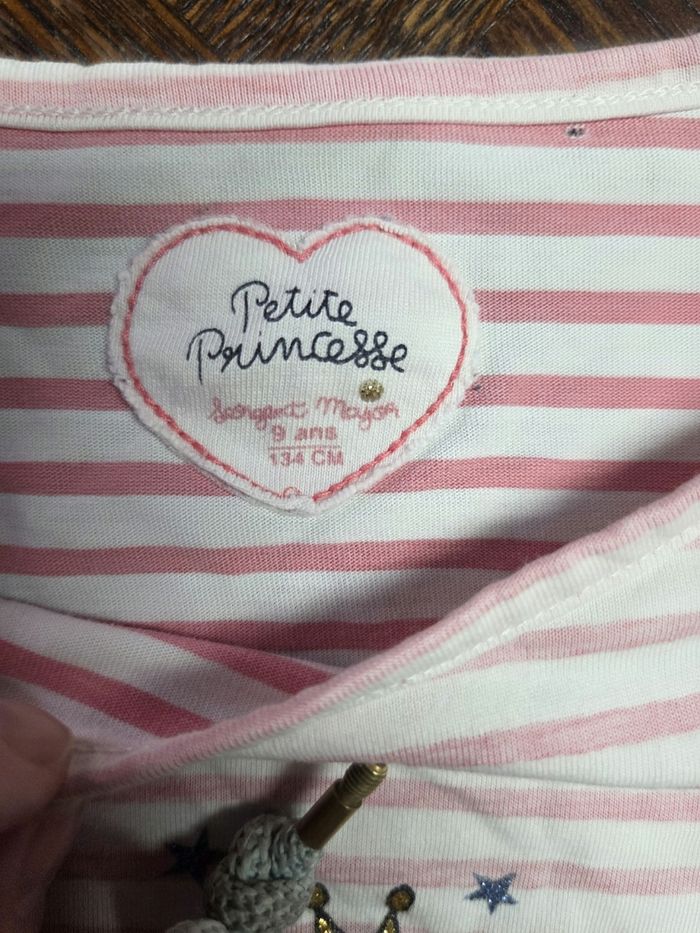 Petite
Princesse
Sergent Major
9 ans
134 CM